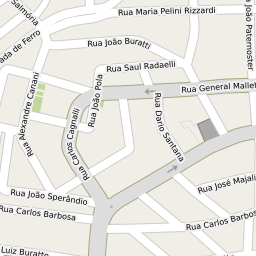 Salmória
Rua Maria Pelini Rizzardi
João Paternoster
ada de Ferro
Rua João Buratti
Rua Saul Radaelli
Rua Alexandre Canani
Rua João Pola
Rua General Mallet
Rua Carlos Cagnalli
Rua Dario Santana
Rua José Majali
Rua João Sperândio
Rua Carlos Barbosa
Rua Carlos Barbosa
Luiz Buratto